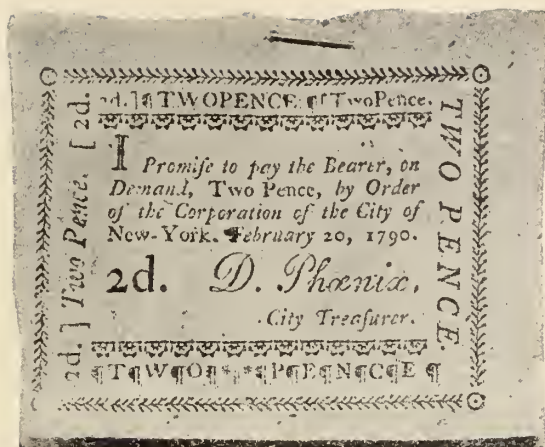 2d.]¶TWOPENCE:¶[TwoPence.
I Promiſe to pay the Bearer, on
Demand, Two Pence, by Order
of the Corporation of the City of
New-York. February 20, 1790.
2d. D. Phœnix,
City Treaſurer.
¶T¶W¶O¶*⁎*¶P¶E¶N¶C¶E¶
2d. ] Two Pence. [ 2d.
TWO PENCE.